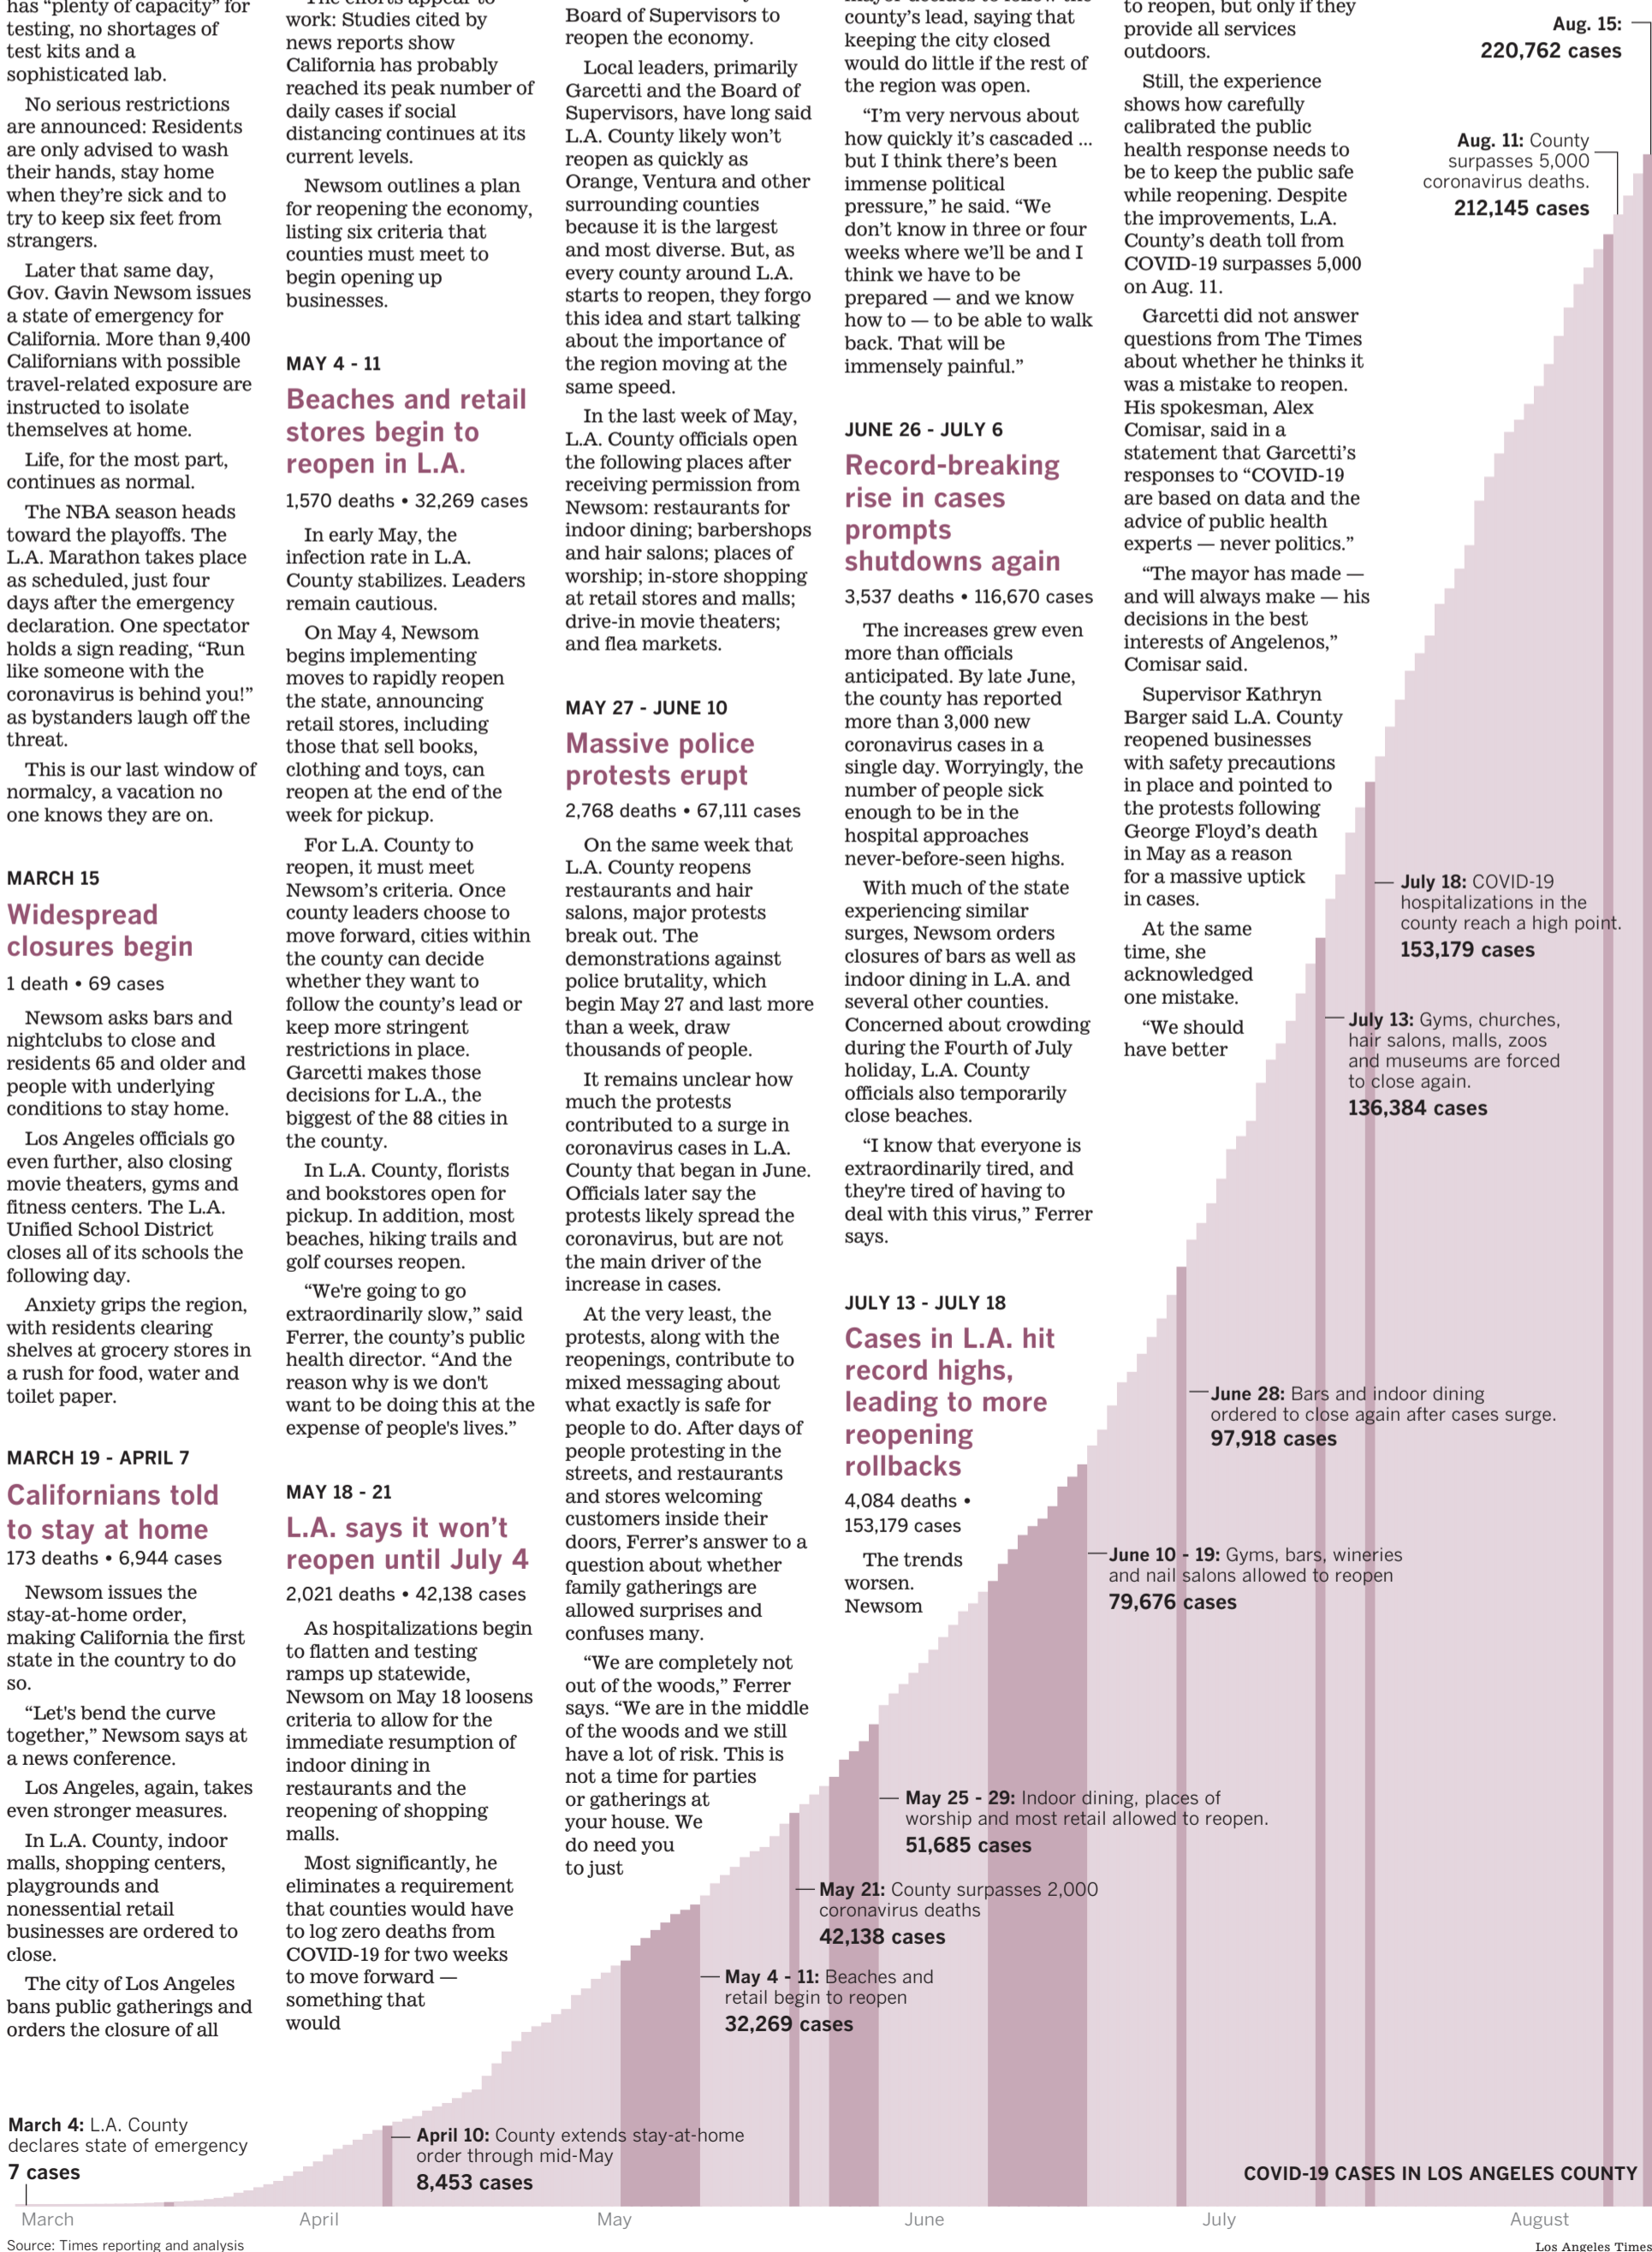 has “plenty of capacity” for
testing, no shortages of
test kits and a
sophisticated lab.
No serious restrictions
are announced: Residents
are only advised to wash
their hands, stay home
when they’re sick and to
try to keep six feet from
strangers.
Later that same day,
Gov. Gavin Newsom issues
a state of emergency for
California. More than 9,400
Californians with possible
travel-related exposure are
instructed to isolate
themselves at home.
Life, for the most part,
continues as normal.
The NBA season heads
toward the playoffs. The
L.A. Marathon takes place
as scheduled, just four
days after the emergency
declaration. One spectator
holds a sign reading, “Run
like someone with the
coronavirus is behind you!”
as bystanders laugh off the
threat.
This is our last window of
normalcy, a vacation no
one knows they are on.
MARCH 15
Widespread
closures begin
1 death • 69 cases
Newsom asks bars and
nightclubs to close and
residents 65 and older and
people with underlying
conditions to stay home.
Los Angeles officials go
even further, also closing
movie theaters, gyms and
fitness centers. The L.A.
Unified School District
closes all of its schools the
following day.
Anxiety grips the region,
with residents clearing
shelves at grocery stores in
a rush for food, water and
toilet paper.
MARCH 19 - APRIL 7
Californians told
to stay at home
173 deaths • 6,944 cases
Newsom issues the
stay-at-home order,
making California the first
state in the country to do
so.
“Let's bend the curve
together,” Newsom says at
a news conference.
Los Angeles, again, takes
even stronger measures.
In L.A. County, indoor
malls, shopping centers,
playgrounds and
nonessential retail
businesses are ordered to
close.
The city of Los Angeles
bans public gatherings and
orders the closure of all
The efforts appear to
work: Studies cited by
news reports show
California has probably
reached its peak number of
daily cases if social
distancing continues at its
current levels.
Newsom outlines a plan
for reopening the economy,
listing six criteria that
counties must meet to
begin opening up
businesses.
MAY 4 - 11
Beaches and retail
stores begin to
reopen in L.A.
1,570 deaths • 32,269 cases
In early May, the
infection rate in L.A.
County stabilizes. Leaders
remain cautious.
On May 4, Newsom
begins implementing
moves to rapidly reopen
the state, announcing
retail stores, including
those that sell books,
clothing and toys, can
reopen at the end of the
week for pickup.
For L.A. County to
reopen, it must meet
Newsom’s criteria. Once
county leaders choose to
move forward, cities within
the county can decide
whether they want to
follow the county’s lead or
keep more stringent
restrictions in place.
Garcetti makes those
decisions for L.A., the
biggest of the 88 cities in
the county.
In L.A. County, florists
and bookstores open for
pickup. In addition, most
beaches, hiking trails and
golf courses reopen.
“We're going to go
extraordinarily slow,” said
Ferrer, the county’s public
health director. “And the
reason why is we don't
want to be doing this at the
expense of people's lives.”
MAY 18 - 21
L.A. says it won’t
reopen until July 4
2,021 deaths • 42,138 cases
As hospitalizations begin
to flatten and testing
ramps up statewide,
Newsom on May 18 loosens
criteria to allow for the
immediate resumption of
indoor dining in
restaurants and the
reopening of shopping
malls.
Most significantly, he
eliminates a requirement
that counties would have
to log zero deaths from
COVID-19 for two weeks
to move forward —
something that
would
Board of Supervisors to
reopen the economy.
Local leaders, primarily
Garcetti and the Board of
Supervisors, have long said
L.A. County likely won’t
reopen as quickly as
Orange, Ventura and other
surrounding counties
because it is the largest
and most diverse. But, as
every county around L.A.
starts to reopen, they forgo
this idea and start talking
about the importance of
the region moving at the
same speed.
In the last week of May,
L.A. County officials open
the following places after
receiving permission from
Newsom: restaurants for
indoor dining; barbershops
and hair salons; places of
worship; in-store shopping
at retail stores and malls;
drive-in movie theaters;
and flea markets.
MAY 27 - JUNE 10
Massive police
protests erupt
2,768 deaths • 67,111 cases
On the same week that
L.A. County reopens
restaurants and hair
salons, major protests
break out. The
demonstrations against
police brutality, which
begin May 27 and last more
than a week, draw
thousands of people.
It remains unclear how
much the protests
contributed to a surge in
coronavirus cases in L.A.
County that began in June.
Officials later say the
protests likely spread the
coronavirus, but are not
the main driver of the
increase in cases.
At the very least, the
protests, along with the
reopenings, contribute to
mixed messaging about
what exactly is safe for
people to do. After days of
people protesting in the
streets, and restaurants
and stores welcoming
customers inside their
doors, Ferrer’s answer to a
question about whether
family gatherings are
allowed surprises and
confuses many.
“We are completely not
out of the woods,” Ferrer
says. “We are in the middle
of the woods and we still
have a lot of risk. This is
not a time for parties
or gatherings at
your house. We
do need you
to just
mayor decides to follow the
county’s lead, saying that
keeping the city closed
would do little if the rest of
the region was open.
“I’m very nervous about
how quickly it’s cascaded ...
but I think there’s been
immense political
pressure,” he said. “We
don’t know in three or four
weeks where we’ll be and I
think we have to be
prepared — and we know
how to — to be able to walk
back. That will be
immensely painful.”
JUNE 26 - JULY 6
Record-breaking
rise in cases
prompts
shutdowns again
3,537 deaths • 116,670 cases
The increases grew even
more than officials
anticipated. By late June,
the county has reported
more than 3,000 new
coronavirus cases in a
single day. Worryingly, the
number of people sick
enough to be in the
hospital approaches
never-before-seen highs.
With much of the state
experiencing similar
surges, Newsom orders
closures of bars as well as
indoor dining in L.A. and
several other counties.
Concerned about crowding
during the Fourth of July
holiday, L.A. County
officials also temporarily
close beaches.
“I know that everyone is
extraordinarily tired, and
they're tired of having to
deal with this virus,” Ferrer
says.
JULY 13 - JULY 18
Cases in L.A. hit
record highs,
leading to more
reopening
rollbacks
4,084 deaths •
153,179 cases
The trends
worsen.
Newsom
to reopen, but only if they
provide all services
outdoors.
Still, the experience
shows how carefully
calibrated the public
health response needs to
be to keep the public safe
while reopening. Despite
the improvements, L.A.
County’s death toll from
COVID-19 surpasses 5,000
on Aug. 11.
Garcetti did not answer
questions from The Times
about whether he thinks it
was a mistake to reopen.
His spokesman, Alex
Comisar, said in a
statement that Garcetti’s
responses to “COVID-19
are based on data and the
advice of public health
experts — never politics.”
“The mayor has made —
and will always make — his
decisions in the best
interests of Angelenos,”
Comisar said.
Supervisor Kathryn
Barger said L.A. County
reopened businesses
with safety precautions
in place and pointed to
the protests following
George Floyd’s death
in May as a reason
for a massive uptick
in cases.
At the same
time, she
acknowledged
one mistake.
“We should
have better
Aug. 15:
220,762 cases
Aug. 11: County
surpasses 5,000
coronavirus deaths.
212,145 cases
July 18: COVID-19
hospitalizations in the
county reach a high point.
153,179 cases
July 13: Gyms, churches,
hair salons, malls, zoos
and museums are forced
to close again.
136,384 cases
June 28: Bars and indoor dining
ordered to close again after cases surge.
97,918 cases
June 10 - 19: Gyms, bars, wineries
and nail salons allowed to reopen
79,676 cases
May 25 - 29: Indoor dining, places of
worship and most retail allowed to reopen.
51,685 cases
May 21: County surpasses 2,000
coronavirus deaths
42,138 cases
May 4 - 11: Beaches and
retail begin to reopen
32,269 cases
March 4: L.A. County
declares state of emergency
7 cases
April 10: County extends stay-at-home
order through mid-May
8,453 cases
COVID-19 CASES IN LOS ANGELES COUNTY
March April May June July August
Source: Times reporting and analysis
Los Angeles Times